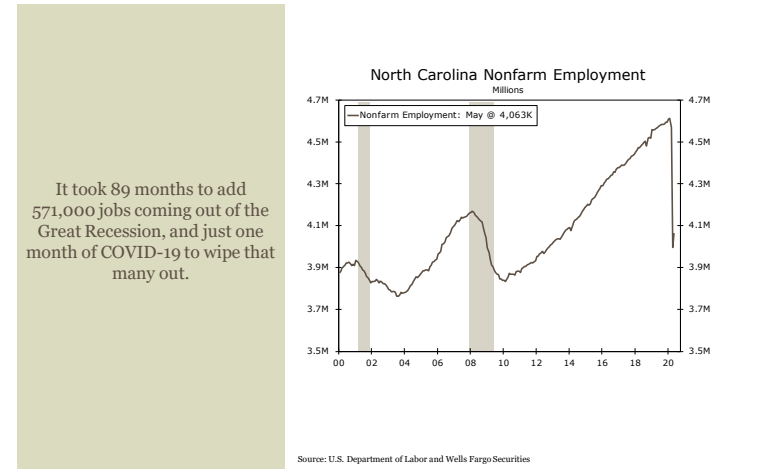 It took 89 months to add
571,000 jobs coming out of the
Great Recession, and just one
month of COVID-19 to wipe that
many out.
North Carolina Nonfarm Employment
Millions
4.7M 4.7M
Nonfarm Employment: May @ 4,063K
4.5M 4.5M
4.3M 4.3M
4.1M 4.1M
3.9M 3.9M
3.7M 3.7M
3.5M 3.5M
00 02 04 06 08 10 12 14 16 18 20
Source: U.S. Department of Labor and Wells Fargo Securities